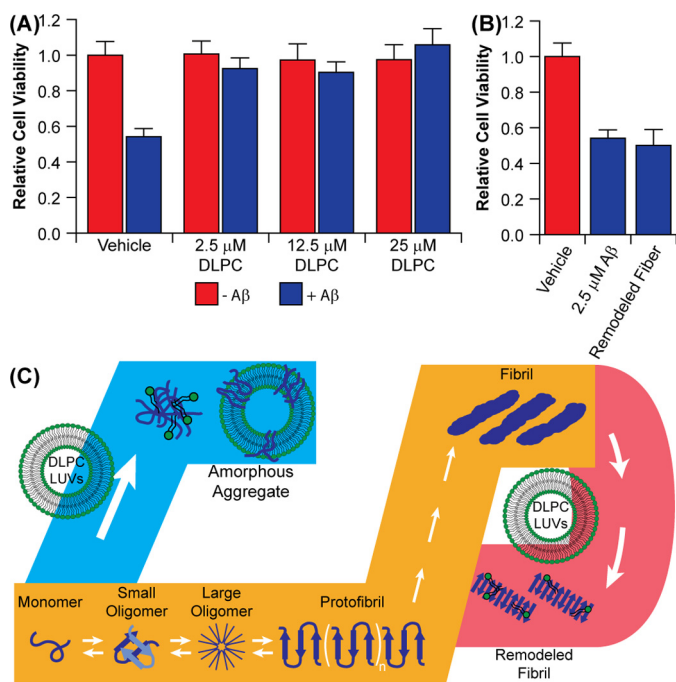 (A)
Relative Cell Viability
1.2
1.0
0.8
0.6
0.4
0.2
0.0
Vehicle
2.5 μM
DLPC
12.5 μM
DLPC
25 μM
DLPC
- Aβ
+ Aβ
(B)
Relative Cell Viability
1.2
1.0
0.8
0.6
0.4
0.2
0.0
Vehicle
2.5 μM Aβ
Remodeled Fiber
(C)
DLPC
LUVs
Amorphous
Aggregate
Fibril
DLPC
LUVs
Monomer
Small
Oligomer
Large
Oligomer
Protofibril
n
Remodeled
Fibril